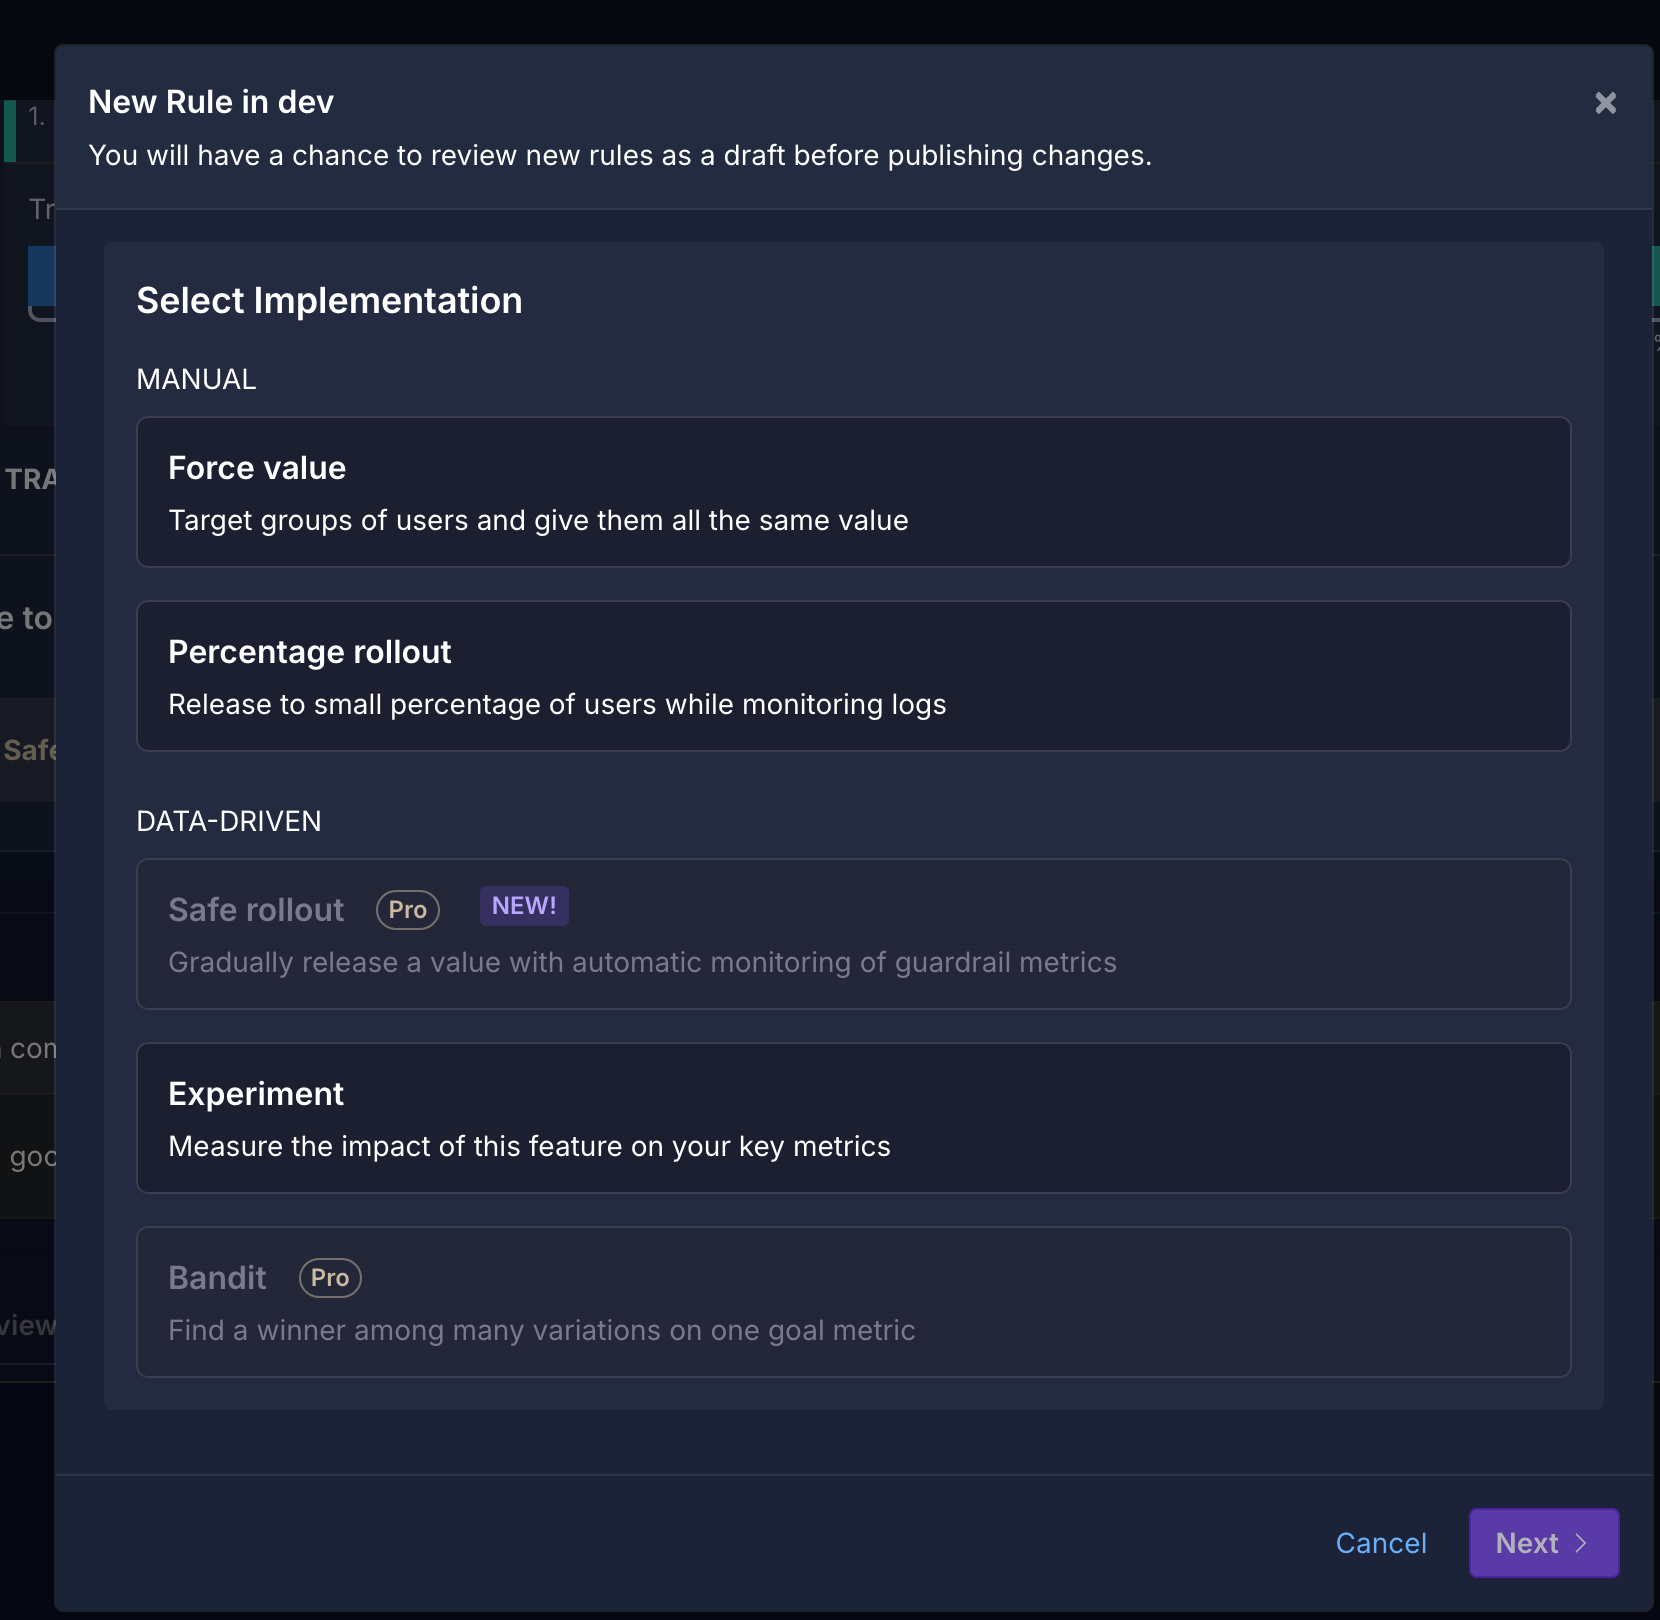 New Rule in dev
You will have a chance to review new rules as a draft before publishing changes.
1.
Tr
Select Implementation
MANUAL
Force value
Target groups of users and give them all the same value
TRA
Percentage rollout
Release to small percentage of users while monitoring logs
e to
Safe
DATA-DRIVEN
Safe rollout Pro NEW!
Gradually release a value with automatic monitoring of guardrail metrics
Experiment
Measure the impact of this feature on your key metrics
com
goo
Bandit Pro
Find a winner among many variations on one goal metric
view
Cancel Next